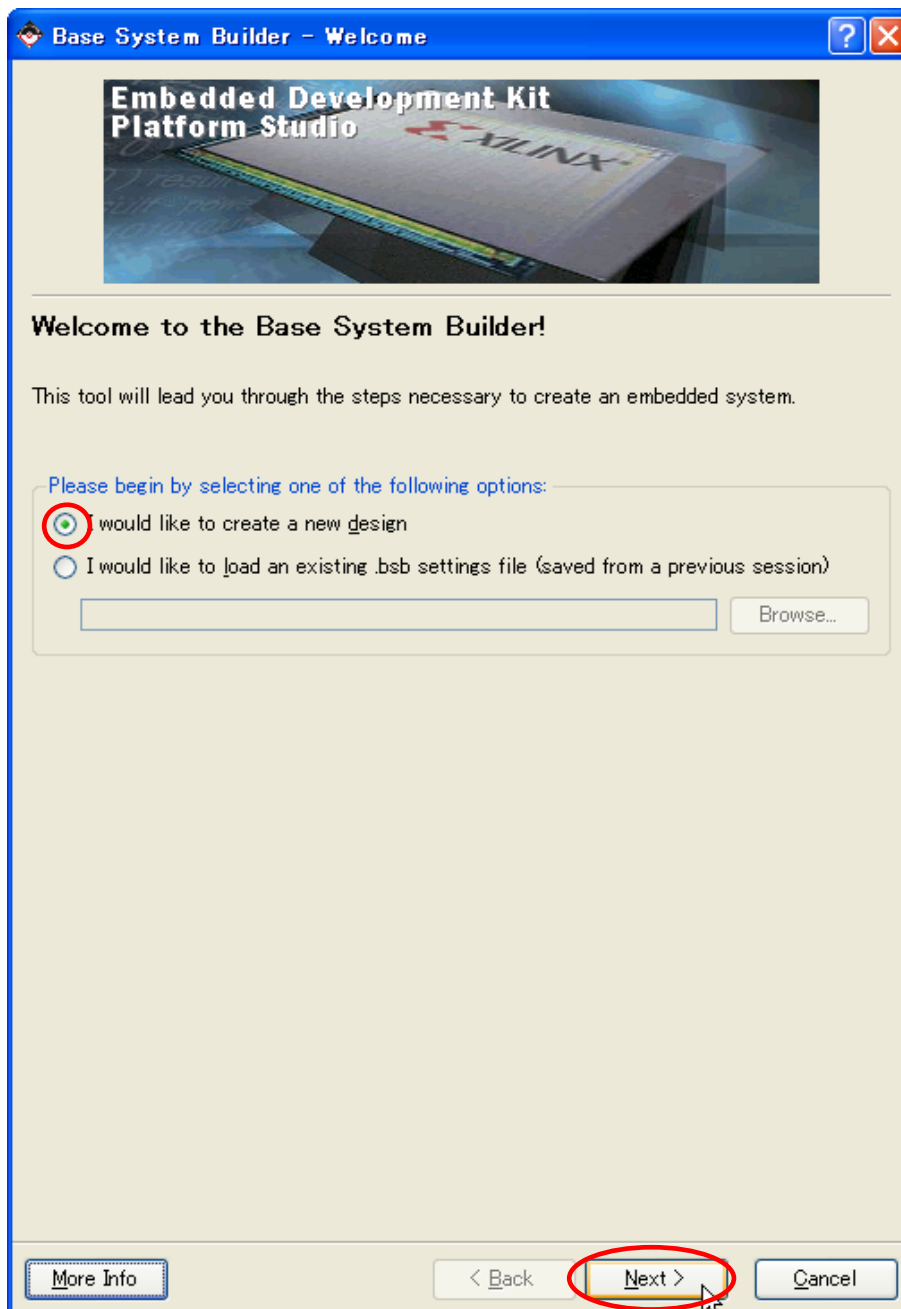 Base System Builder - Welcome
Embedded Development Kit
Platform Studio
XILINX
Welcome to the Base System Builder!
This tool will lead you through the steps necessary to create an embedded system.
Please begin by selecting one of the following options:
I would like to create a new design
I would like to load an existing .bsb settings file (saved from a previous session)
Browse...
More Info
< Back
Next >
Cancel